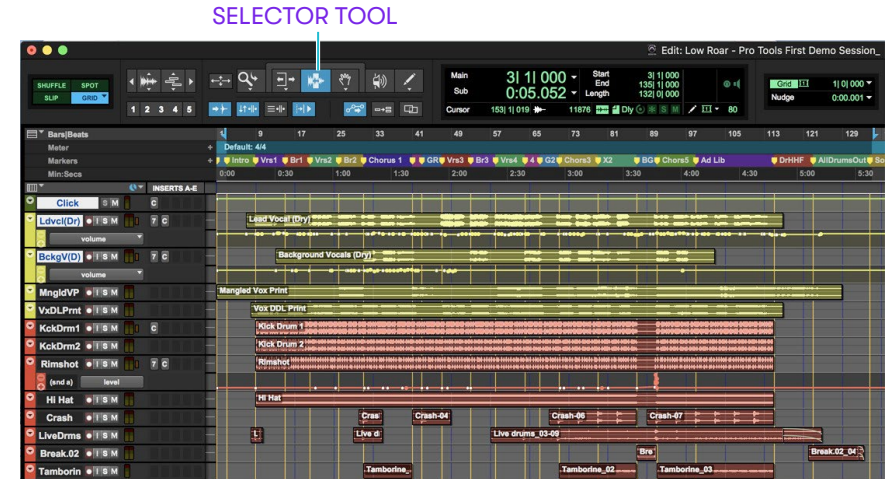 SELECTOR TOOL
Edit: Low Roar - Pro Tools First Demo Session_
SHUFFLE SPOT
SLIP GRID
1 2 3 4 5
Main 3| 1| 000 Start 3| 1| 000
End 135| 1| 000
Sub 0:05.052 Length 132| 0| 000
Cursor 153| 1| 019 11876 Dly S M 80
Grid 1| 0| 000
Nudge 0:00.001
Bars|Beats 1 9 17 25 33 41 49 57 65 73 81 89 97 105 113 121 129
Meter Default: 4/4
Markers Intro Vrs1 Br1 Vrs2 Br2 Chorus 1 GR Vrs3 Br3 Vrs4 4 G2 Chors3 X2 BG Chors5 Ad Lib DrHHF AllDrumsOut So
Min:Secs 0:00 0:30 1:00 1:30 2:00 2:30 3:00 3:30 4:00 4:30 5:00 5:30
INSERTS A-E
Click S M C
Ldvcl(Dr) I S M 7 C Lead Vocal (Dry)
volume
BckgV(D) I S M 7 C Background Vocals (Dry)
volume
MngldVP I S M Mangled Vox Print
VxDLPrnt I S M Vox DDL Print
KckDrm1 I S M C Kick Drum 1
KckDrm2 I S M Kick Drum 2
Rimshot I S M 7 C Rimshot
(snd a) level
Hi Hat I S M Hi Hat
Crash I S M Cras Crash-04 Crash-06 Crash-07
LiveDrms I S M L Live d Live drums_03-09
Break.02 I S M Bre Break.02_04
Tamborin I S M Tamborine_ Tamborine_02 Tamborine_03